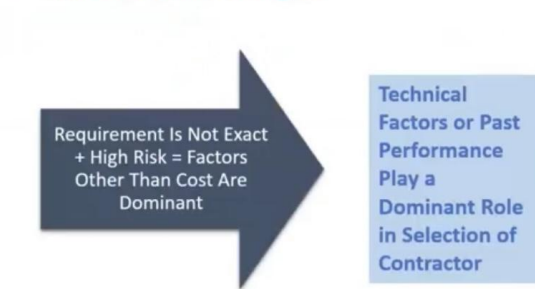 Requirement Is Not Exact
+ High Risk = Factors
Other Than Cost Are
Dominant
Technical
Factors or Past
Performance
Play a
Dominant Role
in Selection of
Contractor